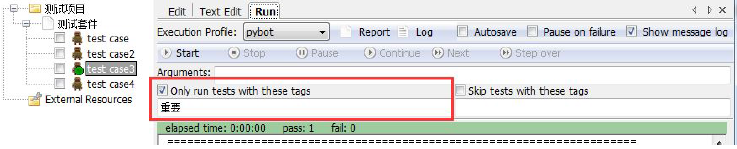 测试项目
测试套件
test case
test case2
test case3
test case4
External Resources
Edit Text Edit Run
Execution Profile: pybot Report Log Autosave Pause on failure Show message log
Start Stop Pause Continue Next Step over
Arguments:
Only run tests with these tags Skip tests with these tags
重要
elapsed time: 0:00:00 pass: 1 fail: 0